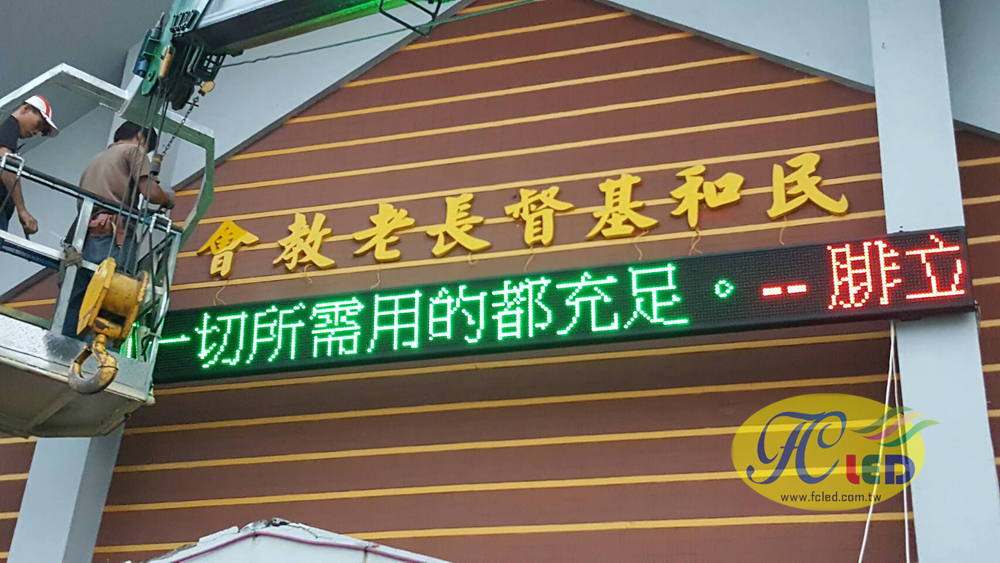 民和基督長老教會
一切所需用的都充足。--腓立
FC LED
www.fcled.com.tw